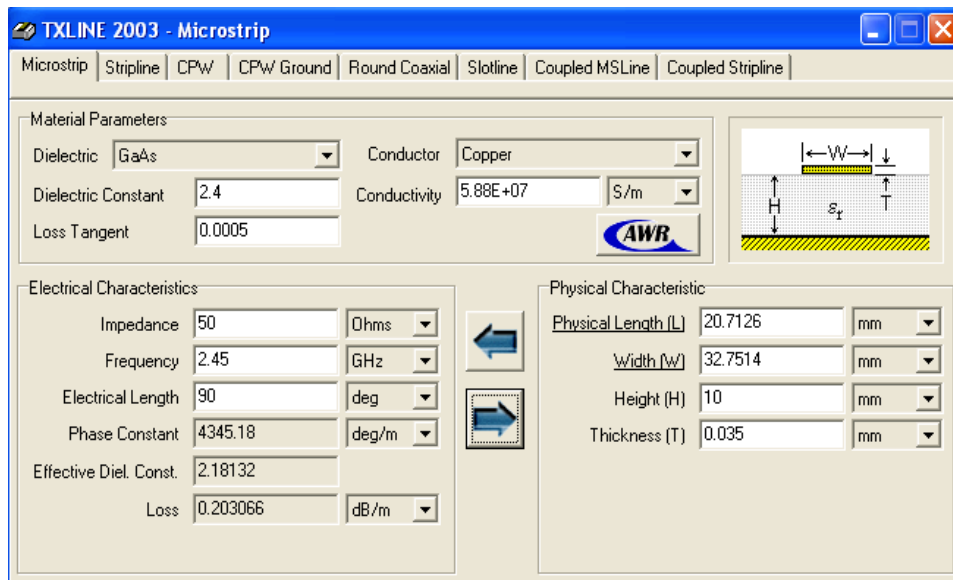 TXLINE 2003 - Microstrip
Microstrip Stripline CPW CPW Ground Round Coaxial Slotline Coupled MSLine Coupled Stripline
Material Parameters
Dielectric GaAs Conductor Copper
Dielectric Constant 2.4 Conductivity 5.88E+07 S/m
Loss Tangent 0.0005 AWR
W
T
H
εr
Electrical Characteristics
Impedance 50 Ohms
Frequency 2.45 GHz
Electrical Length 90 deg
Phase Constant 4345.18 deg/m
Effective Diel. Const. 2.18132
Loss 0.203066 dB/m
Physical Characteristic
Physical Length (L) 20.7126 mm
Width (W) 32.7514 mm
Height (H) 10 mm
Thickness (T) 0.035 mm